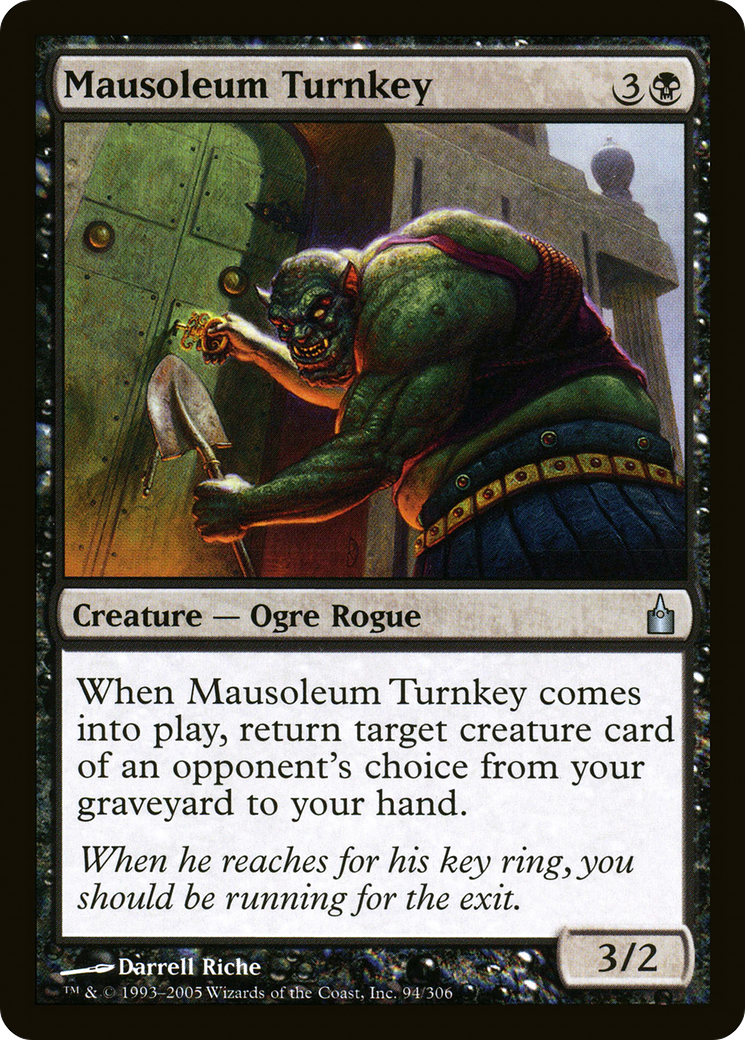 Mausoleum Turnkey 3
Creature — Ogre Rogue
When Mausoleum Turnkey comes
into play, return target creature card
of an opponent's choice from your
graveyard to your hand.
When he reaches for his key ring, you
should be running for the exit.
3/2
Darrell Riche
™ & © 1993–2005 Wizards of the Coast, Inc. 94/306